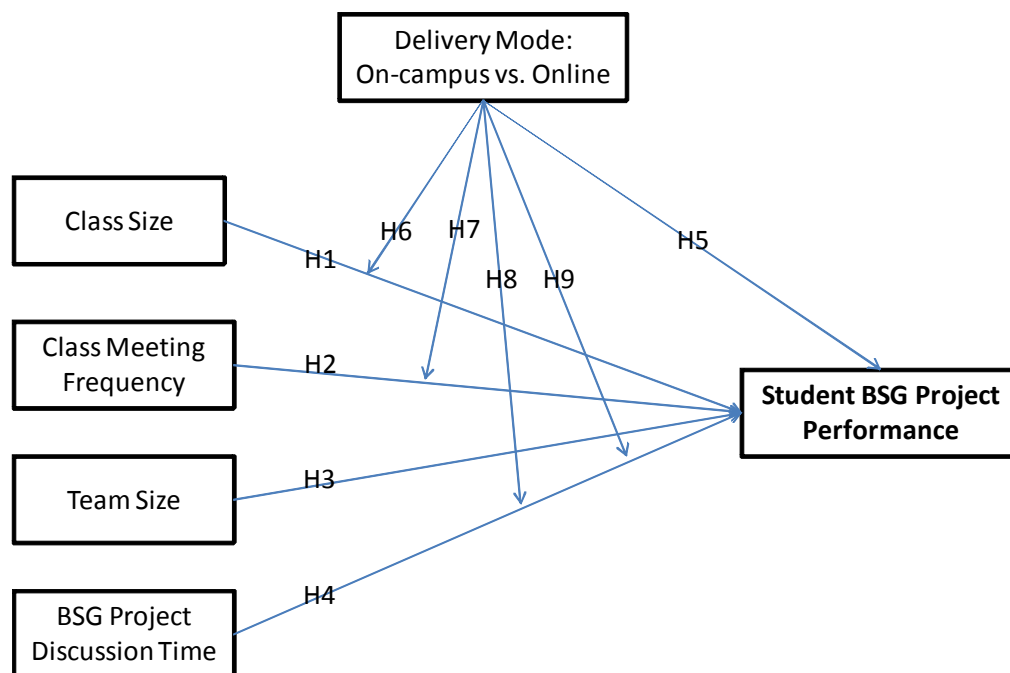 Delivery Mode:
On-campus vs. Online
Class Size
H6
H7
H5
H1
H8
H9
Class Meeting
Frequency
H2
Student BSG Project
Performance
Team Size
H3
H4
BSG Project
Discussion Time